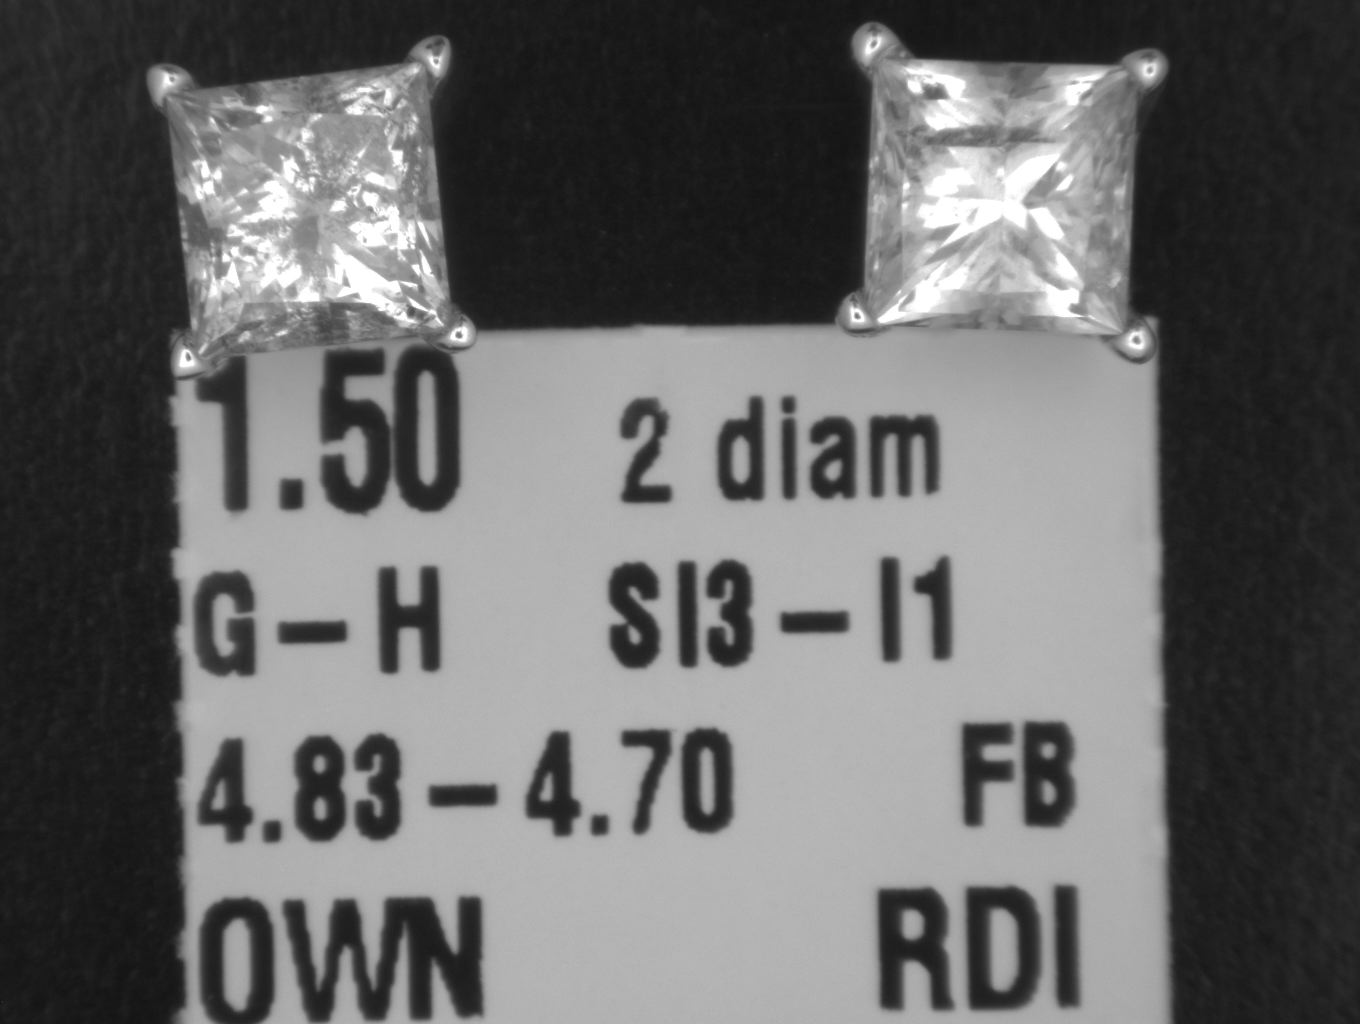 1.50 2 diam
G-H SI3-I1
4.83-4.70 FB
OWN RDI